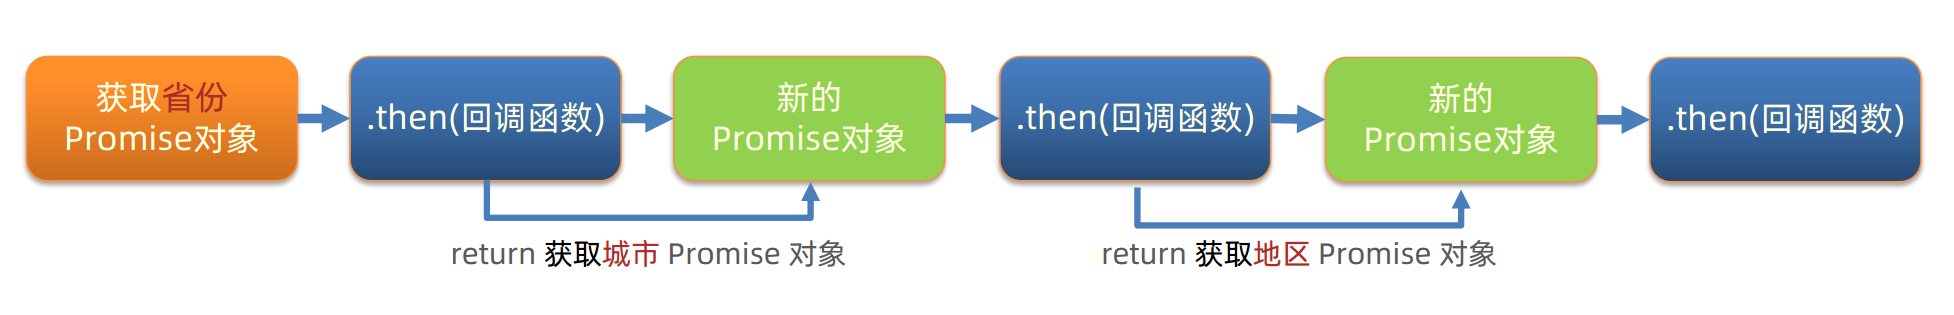 获取省份
Promise对象
.then(回调函数)
新的
Promise对象
.then(回调函数)
新的
Promise对象
.then(回调函数)
return 获取城市 Promise 对象
return 获取地区 Promise 对象